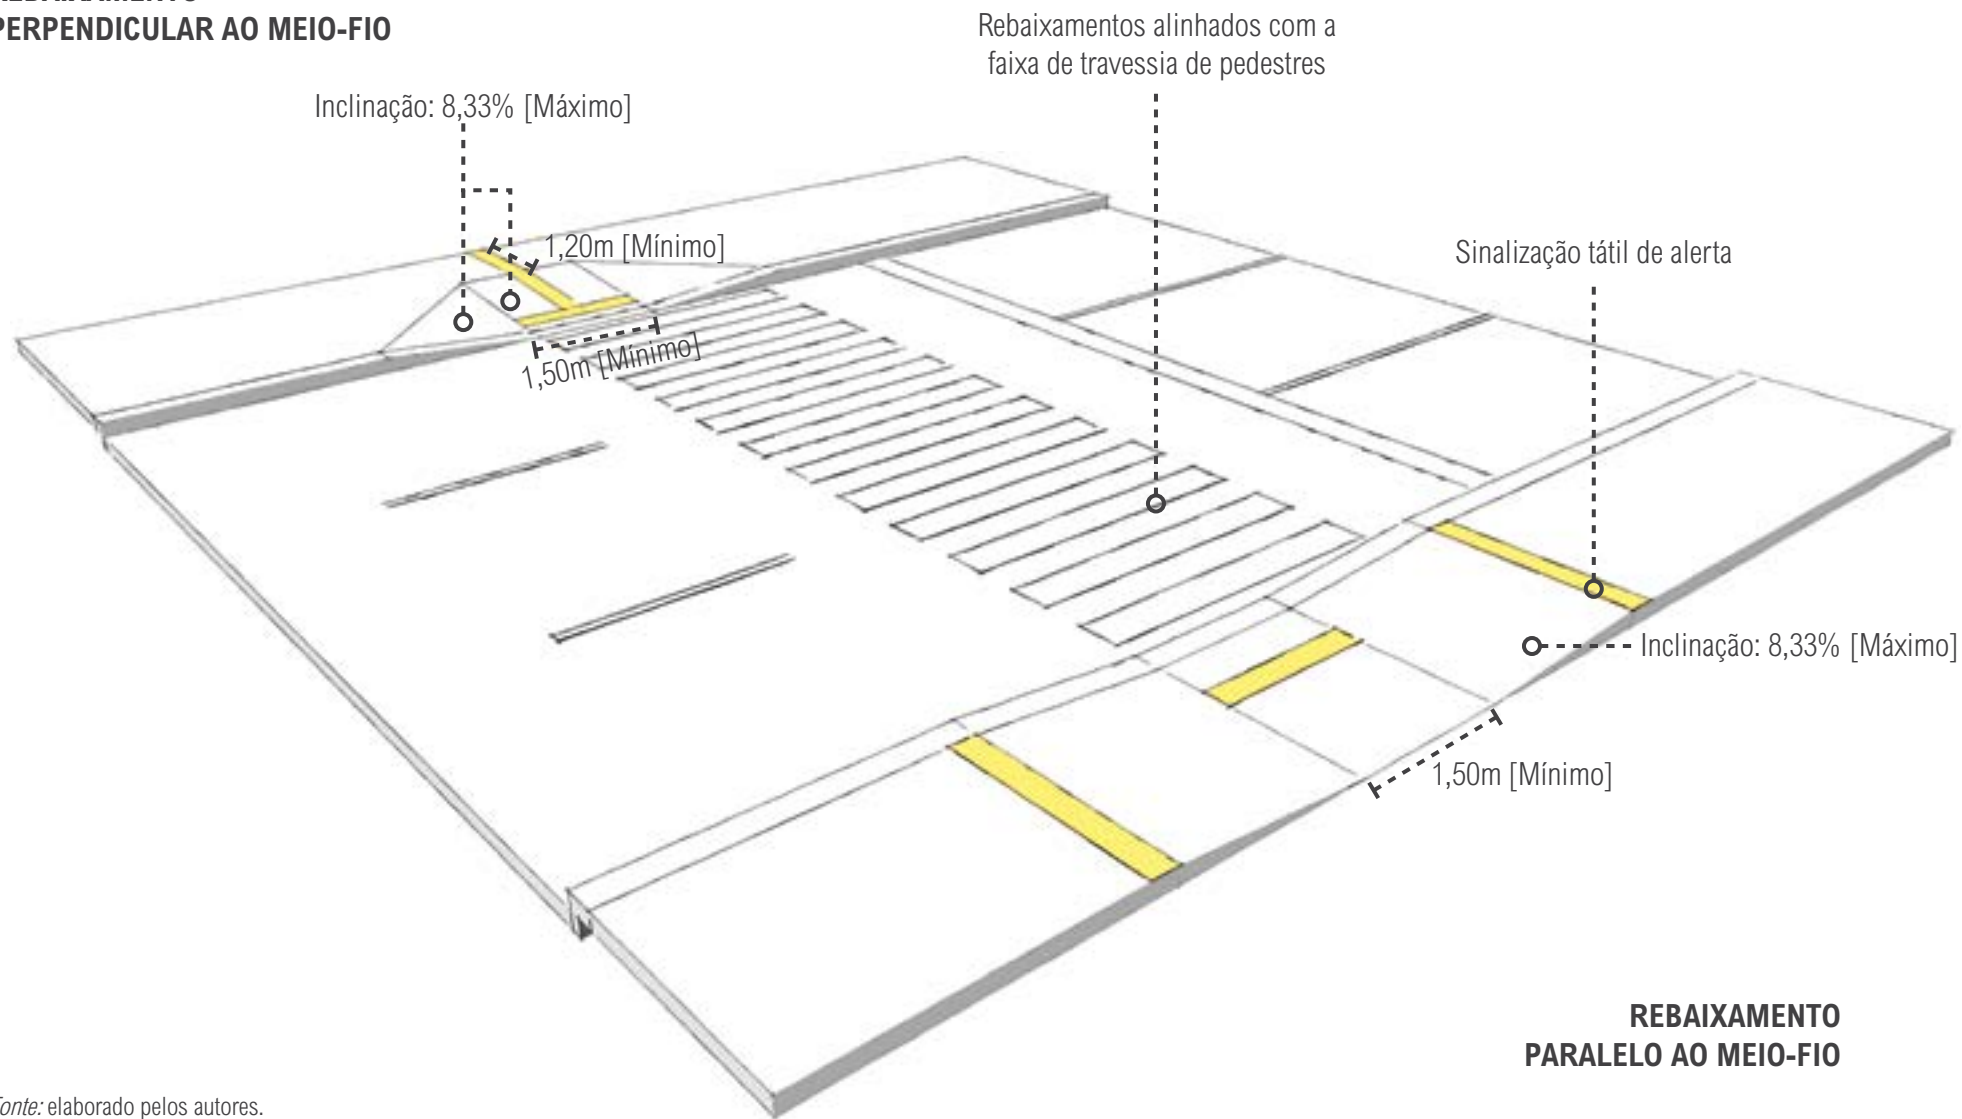 PERPENDICULAR AO MEIO-FIO
Rebaixamentos alinhados com a
faixa de travessia de pedestres
Inclinação: 8,33% [Máximo]
1,20m [Mínimo]
Sinalização tátil de alerta
1,50m [Mínimo]
Inclinação: 8,33% [Máximo]
1,50m [Mínimo]
REBAIXAMENTO
PARALELO AO MEIO-FIO
Fonte: elaborado pelos autores.